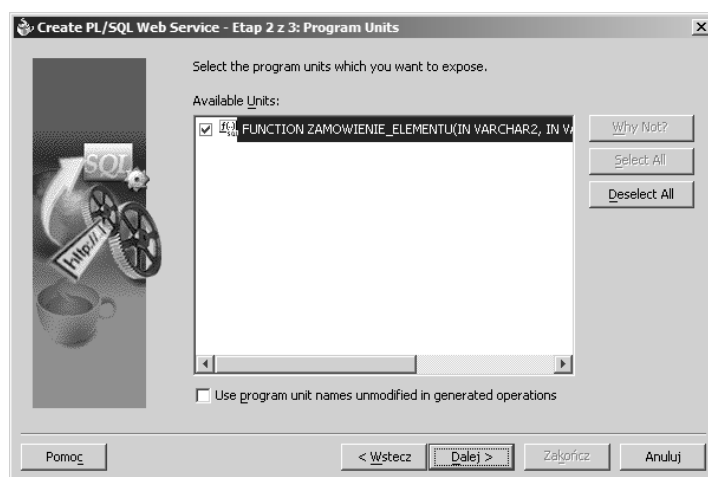 Create PL/SQL Web Service - Etap 2 z 3: Program Units
Select the program units which you want to expose.
Available Units:
FUNCTION ZAMOWIENIE_ELEMENTU(IN VARCHAR2, IN VA
Why Not?
Select All
Deselect All
SQL
http://.
Use program unit names unmodified in generated operations
Pomoc
< Wstecz
Dalej >
Zakończ
Anuluj